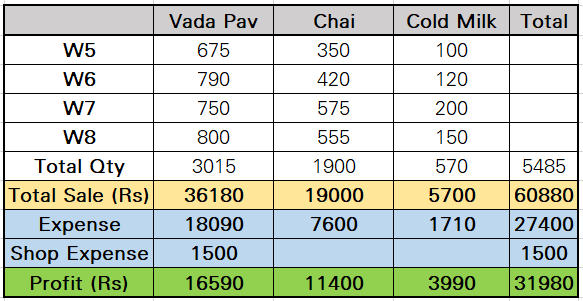 Vada Pav Chai Cold Milk Total
W5 675 350 100
W6 790 420 120
W7 750 575 200
W8 800 555 150
Total Qty 3015 1900 570 5485
Total Sale (Rs) 36180 19000 5700 60880
Expense 18090 7600 1710 27400
Shop Expense 1500 1500
Profit (Rs) 16590 11400 3990 31980